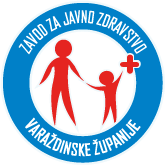 ZAVOD ZA JAVNO ZDRAVSTVO
VARAŽDINSKE ŽUPANIJE